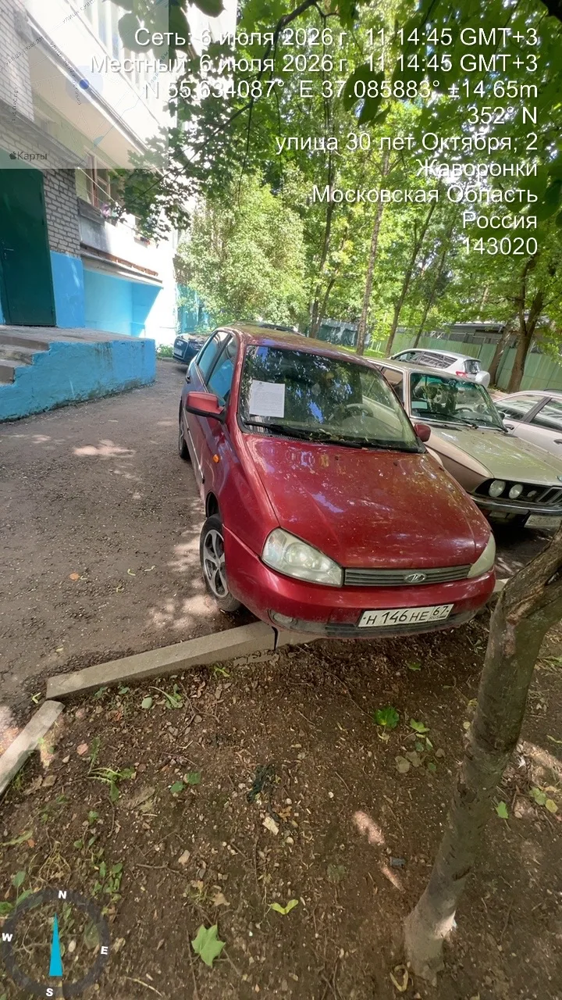 Сеть: 6 июля 2026 г., 11:14:45 GMT+3
Местный: 6 июля 2026 г., 11:14:45 GMT+3
N 55.634087°, E 37.085883° ±14.65m
352° N
улица 30 лет Октября, 2
Жаворонки
Московская Область
Россия
143020
Карты
Н 146 НЕ 67
N
W
E
S